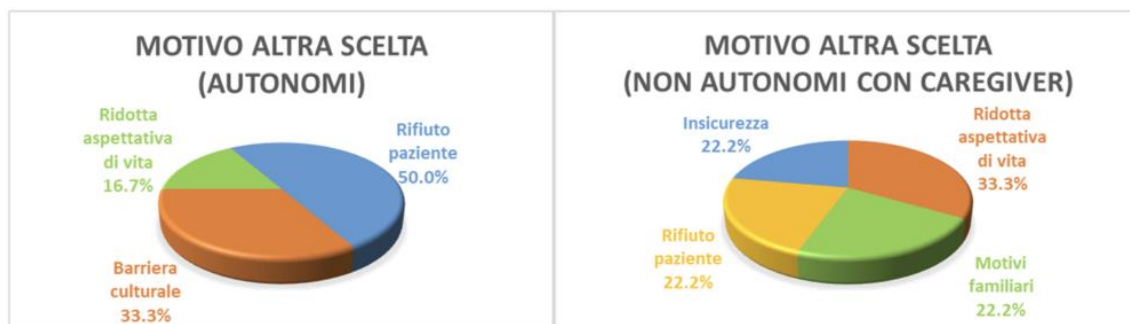 MOTIVO ALTRA SCELTA
(AUTONOMI)
Ridotta
aspettativa
di vita
16.7%
Rifiuto
paziente
50.0%
Barriera
culturale
33.3%
MOTIVO ALTRA SCELTA
(NON AUTONOMI CON CAREGIVER)
Insicurezza
22.2%
Ridotta
aspettativa
di vita
33.3%
Rifiuto
paziente
22.2%
Motivi
familiari
22.2%